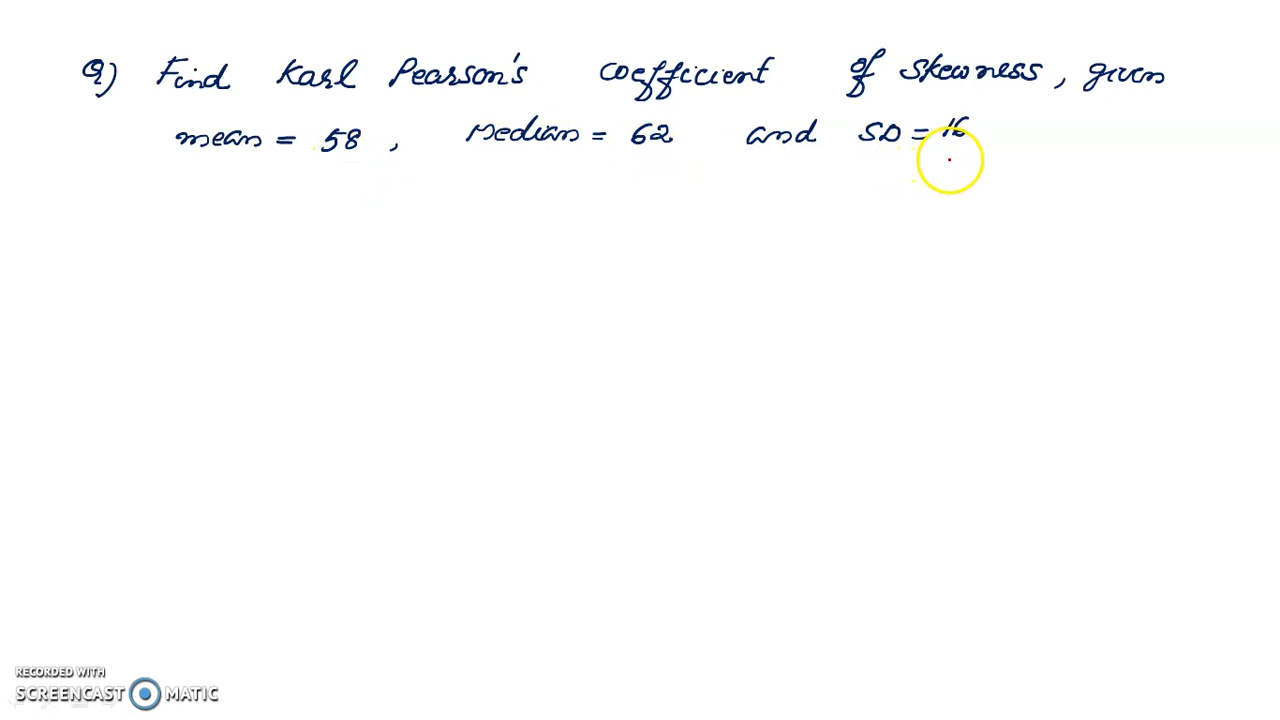 Q) Find Karl Pearson's coefficient of skewness, given
mean = 58, Median = 62 and SD = 16
RECORDED WITH
SCREENCAST MATIC